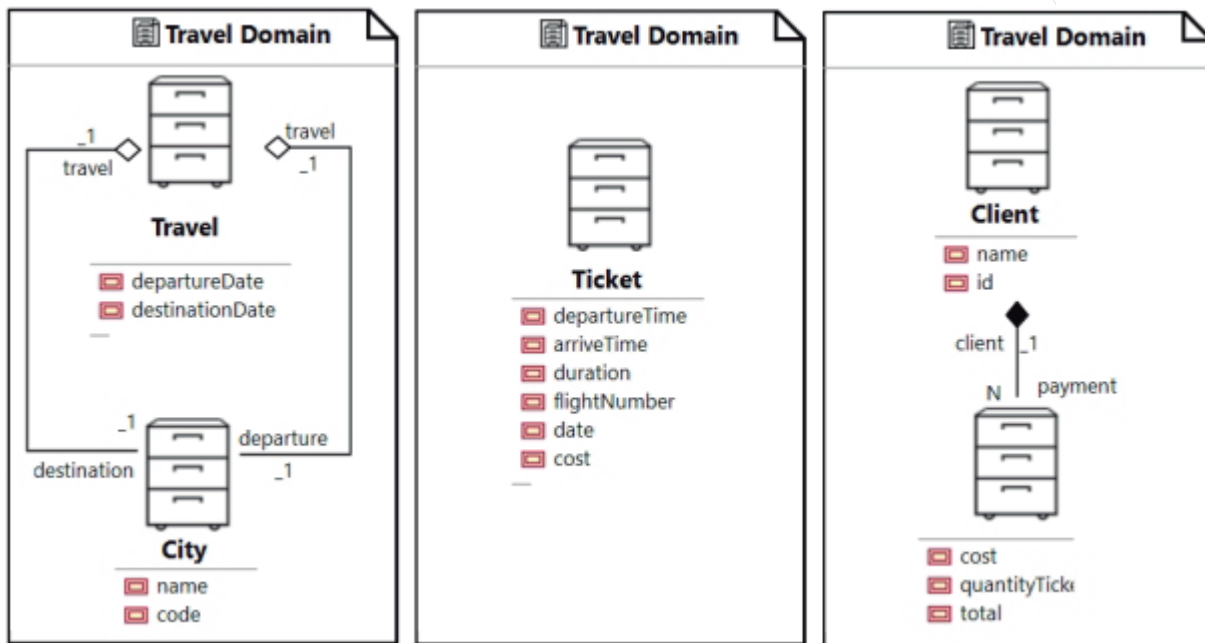 Travel Domain
_1
travel
travel
_1
Travel
departureDate
destinationDate
_1
destination
departure
_1
City
name
code
Travel Domain
Ticket
departureTime
arriveTime
duration
flightNumber
date
cost
Travel Domain
Client
name
id
client
_1
N
payment
cost
total